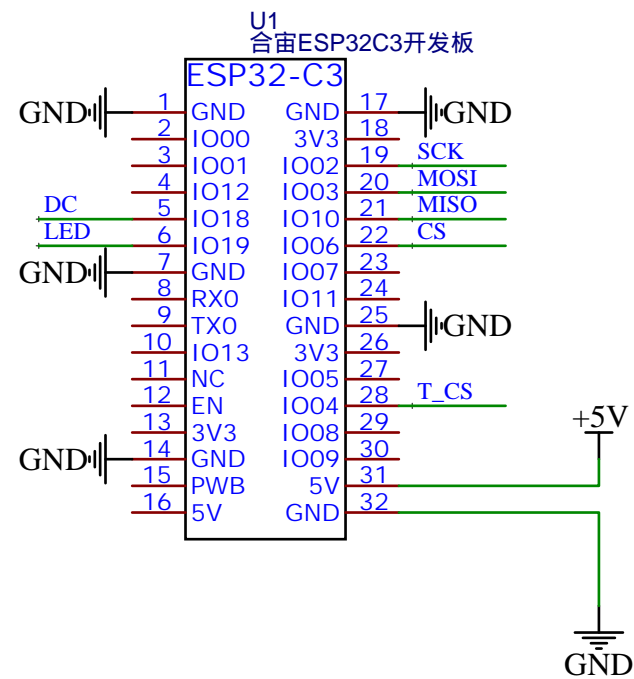 U1
合宙ESP32C3开发板
ESP32-C3
GND 1 GND GND 17 GND
2 IO00 3V3 18
3 IO01 IO02 19 SCK
4 IO12 IO03 20 MOSI
DC 5 IO18 IO10 21 MISO
LED 6 IO19 IO06 22 CS
GND 7 GND IO07 23
8 RX0 IO11 24
9 TX0 GND 25 GND
10 IO13 3V3 26
11 NC IO05 27
12 EN IO04 28 T_CS
13 3V3 IO08 29
GND 14 GND IO09 30
15 PWB 5V 31 +5V
16 5V GND 32
GND